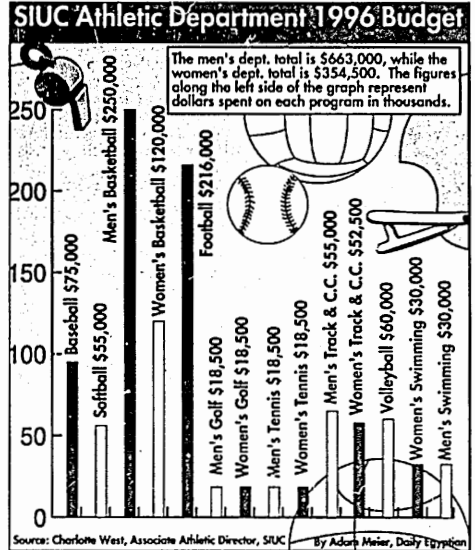 SIUC Athletic Department 1996 Budget
The men's dept. total is $663,000, while the
women's dept. total is $354,500. The figures
along the left side of the graph represent
dollars spent on each program in thousands.
250
200
150
100
50
0
Baseball $75,000
Softball $55,000
Men's Basketball $250,000
Women's Basketball $120,000
Football $216,000
Men's Golf $18,500
Women's Golf $18,500
Men's Tennis $18,500
Women's Tennis $18,500
Men's Track & C.C. $55,000
Women's Track & C.C. $52,500
Volleyball $60,000
Women's Swimming $30,000
Men's Swimming $30,000
Source: Charlotte West, Associate Athletic Director, SIUC
By Adam Meier, Daily Egyptian